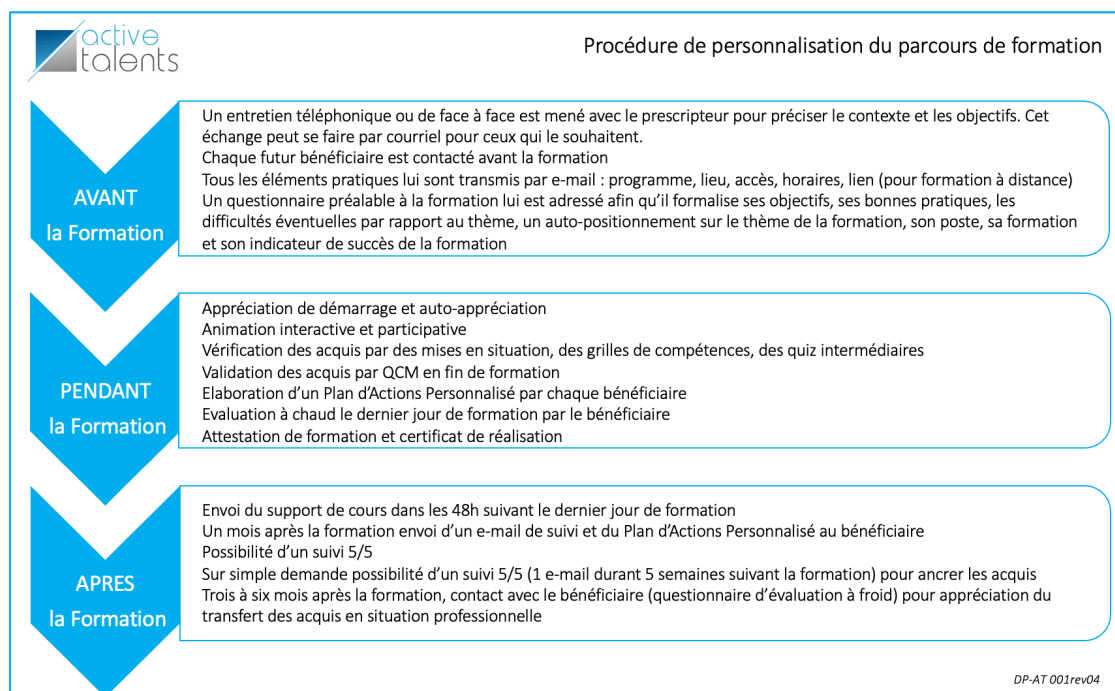 active
talents
Procédure de personnalisation du parcours de formation
AVANT
la Formation
Un entretien téléphonique ou de face à face est mené avec le prescripteur pour préciser le contexte et les objectifs. Cet
échange peut se faire par courriel pour ceux qui le souhaitent.
Chaque futur bénéficiaire est contacté avant la formation
Tous les éléments pratiques lui sont transmis par e-mail : programme, lieu, accès, horaires, lien (pour formation à distance)
Un questionnaire préalable à la formation lui est adressé afin qu’il formalise ses objectifs, ses bonnes pratiques, les
difficultés éventuelles par rapport au thème, un auto-positionnement sur le thème de la formation, son poste, sa formation
et son indicateur de succès de la formation
PENDANT
la Formation
Appréciation de démarrage et auto-appréciation
Animation interactive et participative
Vérification des acquis par des mises en situation, des grilles de compétences, des quiz intermédiaires
Validation des acquis par QCM en fin de formation
Elaboration d’un Plan d’Actions Personnalisé par chaque bénéficiaire
Evaluation à chaud le dernier jour de formation par le bénéficiaire
Attestation de formation et certificat de réalisation
APRES
la Formation
Envoi du support de cours dans les 48h suivant le dernier jour de formation
Un mois après la formation envoi d’un e-mail de suivi et du Plan d’Actions Personnalisé au bénéficiaire
Possibilité d’un suivi 5/5
Sur simple demande possibilité d’un suivi 5/5 (1 e-mail durant 5 semaines suivant la formation) pour ancrer les acquis
Trois à six mois après la formation, contact avec le bénéficiaire (questionnaire d’évaluation à froid) pour appréciation du
transfert des acquis en situation professionnelle
DP-AT 001rev04